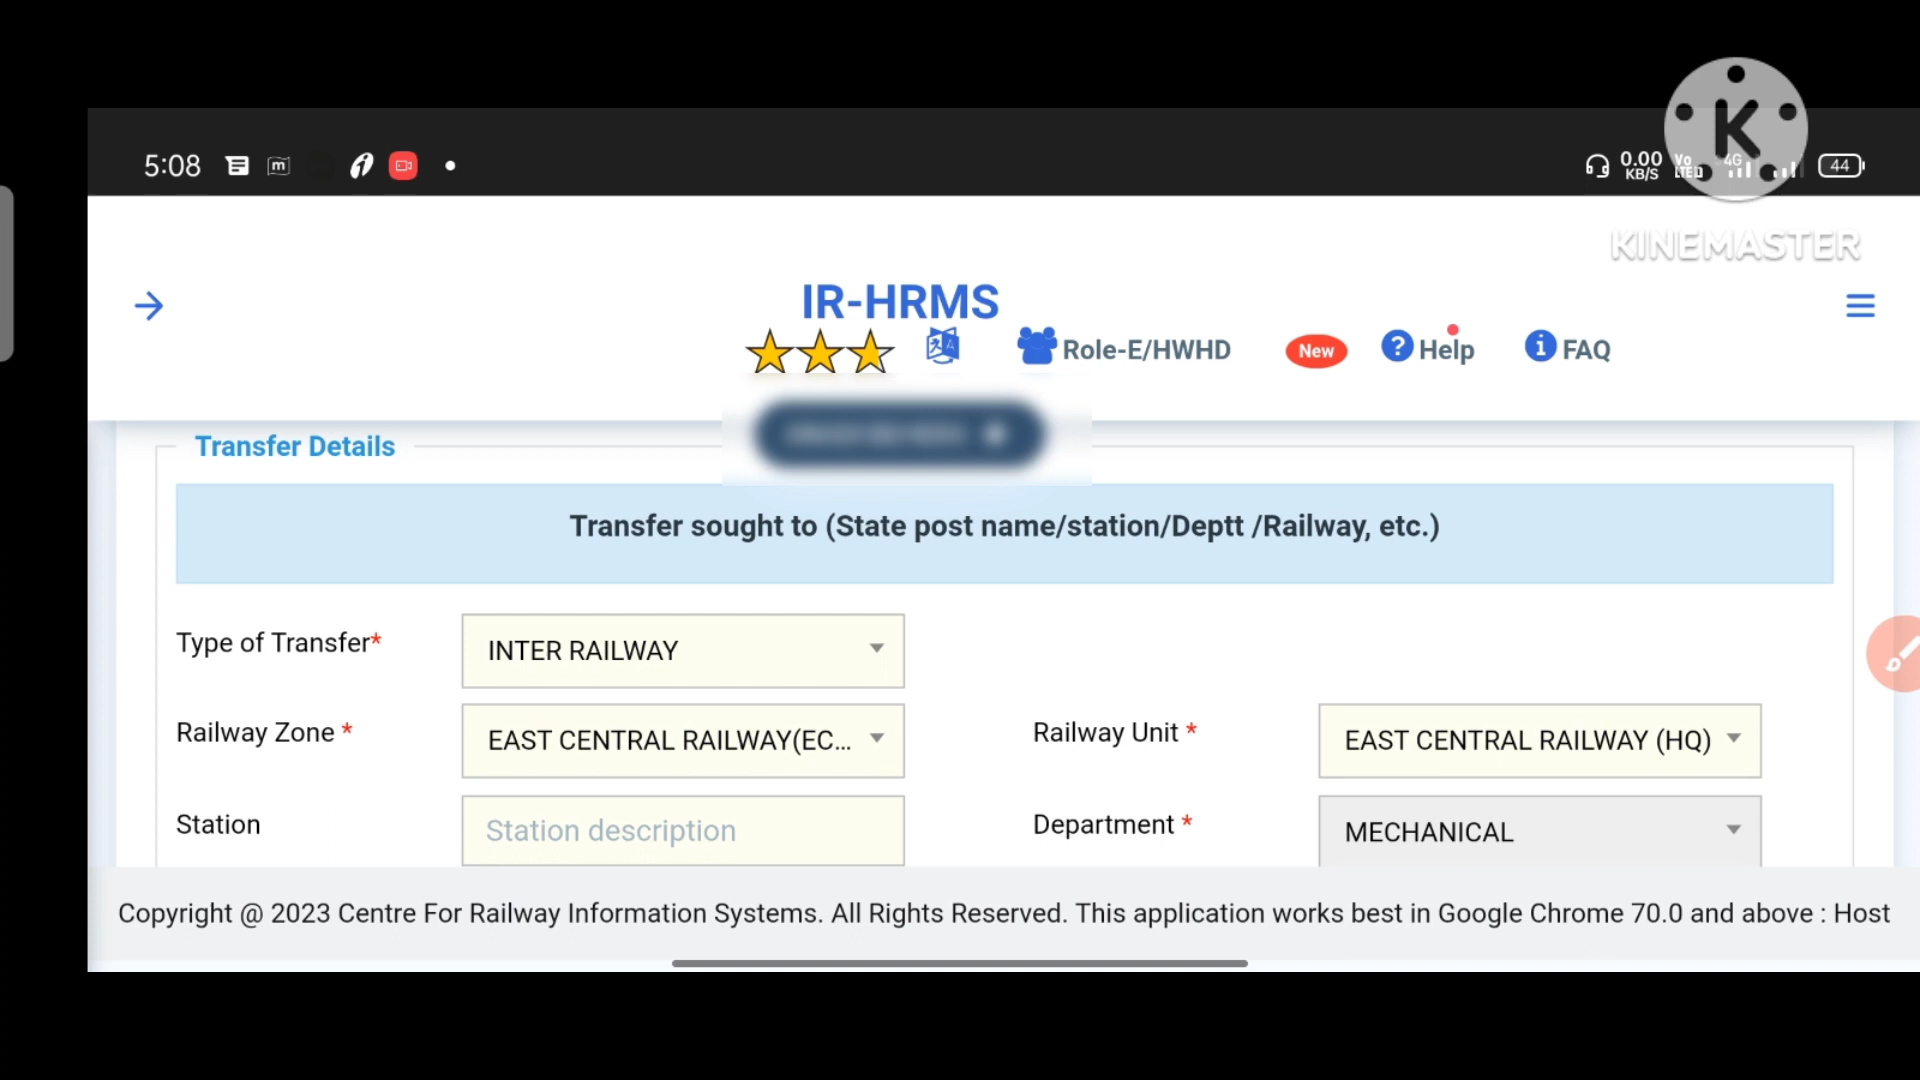 5:08
0.00
KB/S
Vo
LTE
4G
44
K
KINEMASTER
IR-HRMS
Role-E/HWHD
New
Help
FAQ
Transfer Details
Transfer sought to (State post name/station/Deptt /Railway, etc.)
Type of Transfer*
INTER RAILWAY
Railway Zone *
EAST CENTRAL RAILWAY(EC...
Railway Unit *
EAST CENTRAL RAILWAY (HQ)
Station
Station description
Department *
MECHANICAL
Copyright @ 2023 Centre For Railway Information Systems. All Rights Reserved. This application works best in Google Chrome 70.0 and above : Host